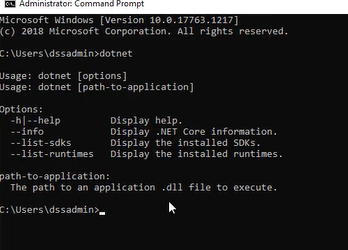 Administrator: Command Prompt
Microsoft Windows [Version 10.0.17763.1217]
(c) 2018 Microsoft Corporation. All rights reserved.
C:\Users\dssadmin>dotnet
Usage: dotnet [options]
Usage: dotnet [path-to-application]
Options:
-h|--help Display help.
--info Display .NET Core information.
--list-sdks Display the installed SDKs.
--list-runtimes Display the installed runtimes.
path-to-application:
The path to an application .dll file to execute.
C:\Users\dssadmin>